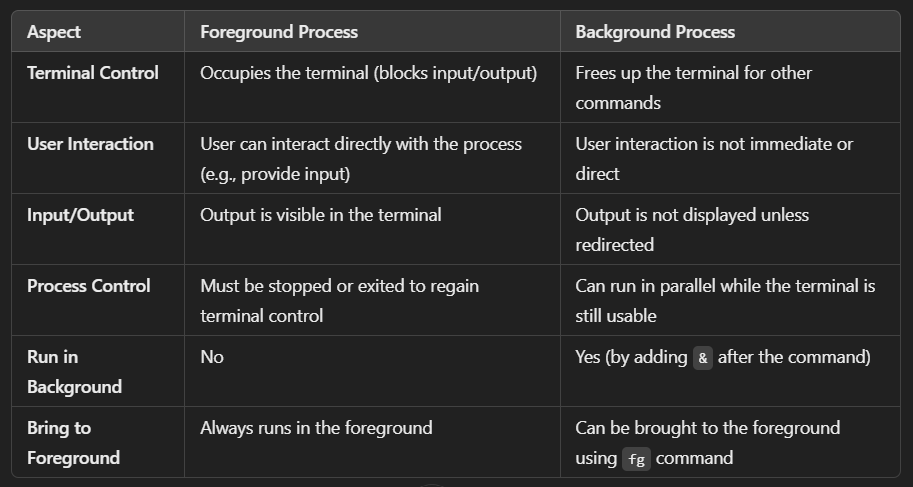 Aspect Foreground Process Background Process
Terminal Control Occupies the terminal (blocks input/output) Frees up the terminal for other
commands
User Interaction User can interact directly with the process User interaction is not immediate or
(e.g., provide input) direct
Input/Output Output is visible in the terminal Output is not displayed unless
redirected
Process Control Must be stopped or exited to regain Can run in parallel while the terminal is
terminal control still usable
Run in No Yes (by adding & after the command)
Background
Bring to Always runs in the foreground Can be brought to the foreground
Foreground using fg command